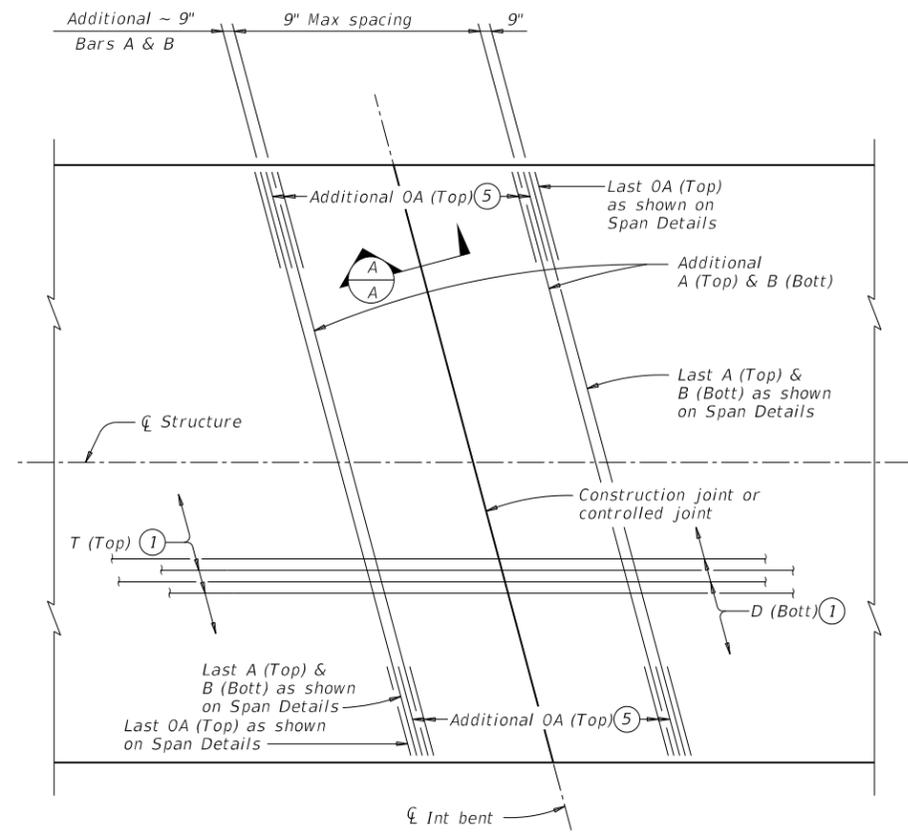 Additional ~ 9"
Bars A & B
9" Max spacing
9"
Additional OA (Top) 5
Last OA (Top)
as shown on
Span Details
A
A
Additional
A (Top) & B (Bott)
Last A (Top) &
B (Bott) as shown
on Span Details
℄ Structure
Construction joint or
controlled joint
T (Top) 1
D (Bott) 1
Last A (Top) &
B (Bott) as shown
on Span Details
Last OA (Top) as shown
on Span Details
Additional OA (Top) 5
℄ Int bent